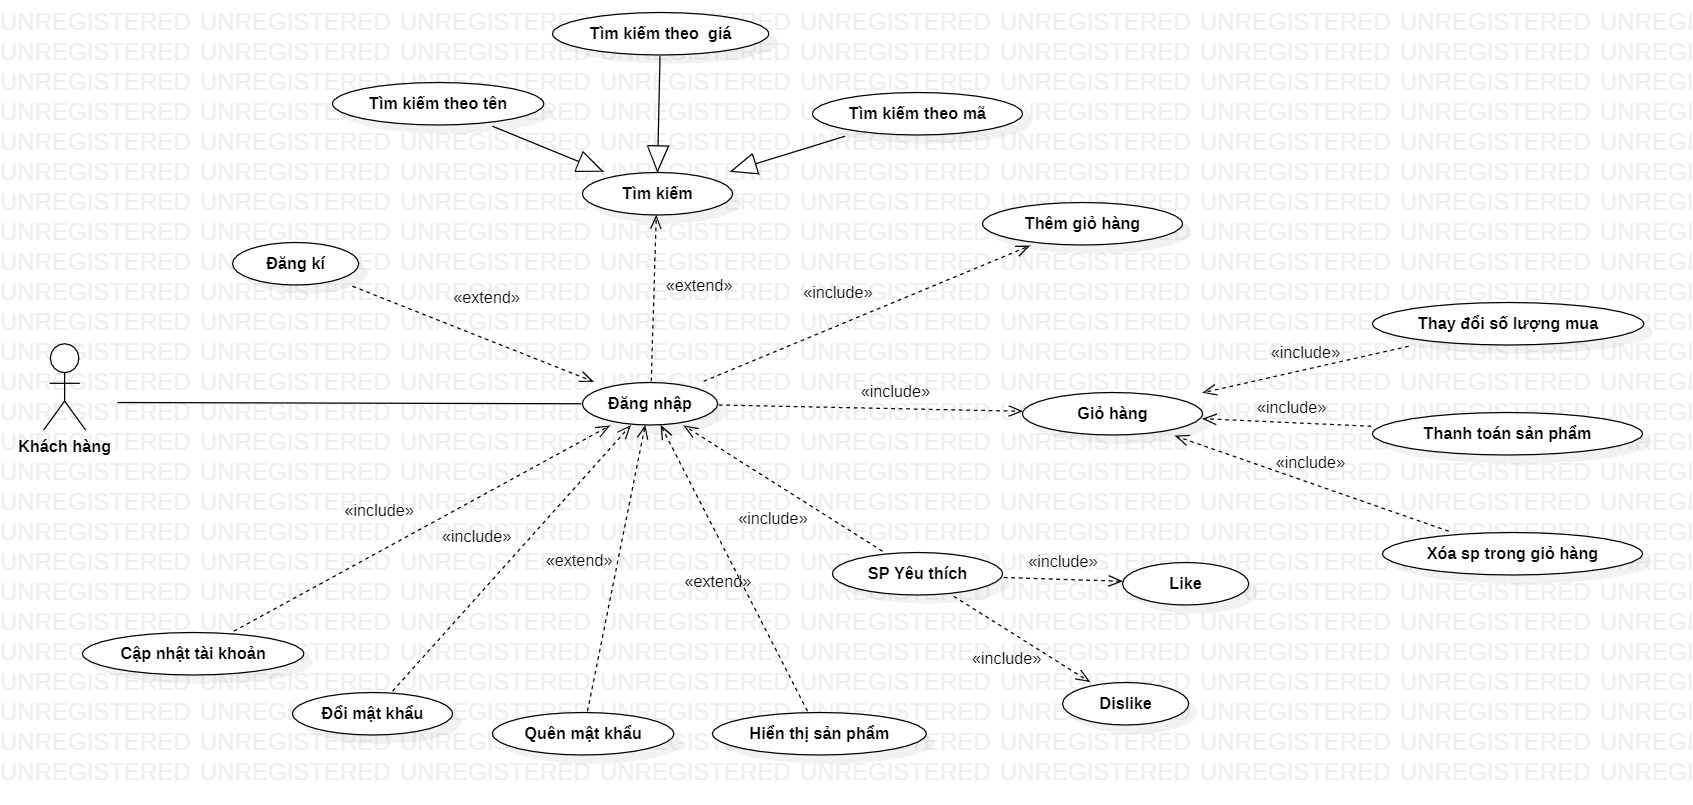 Tìm kiếm theo  giá
Tìm kiếm theo tên
Tìm kiếm theo mã
Tìm kiếm
Thêm giỏ hàng
Đăng kí
«extend»
«extend»
«include»
Thay đổi số lượng mua
«include»
Khách hàng
Đăng nhập
«include»
Giỏ hàng
«include»
Thanh toán sản phẩm
«include»
Xóa sp trong giỏ hàng
«include»
«include»
«extend»
«extend»
«include»
SP Yêu thích
«include»
Like
«include»
Dislike
Cập nhật tài khoản
Đổi mật khẩu
Quên mật khẩu
Hiển thị sản phẩm
UNREGISTERED UNREGISTERED UNREGISTERED UNREGISTERED UNREGISTERED UNREGISTERED UNREGISTERED UNREGISTERED UNREGI